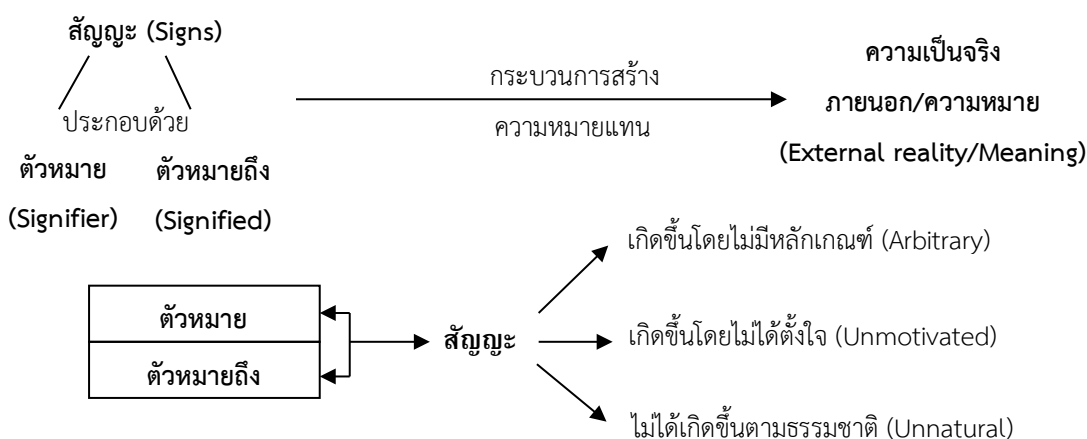 สัญญะ (Signs)
ประกอบด้วย
ตัวหมาย
(Signifier)
ตัวหมายถึง
(Signified)
กระบวนการสร้าง
ความหมายแทน
ความเป็นจริง
ภายนอก/ความหมาย
(External reality/Meaning)
ตัวหมาย
ตัวหมายถึง
สัญญะ
เกิดขึ้นโดยไม่มีหลักเกณฑ์ (Arbitrary)
เกิดขึ้นโดยไม่ได้ตั้งใจ (Unmotivated)
ไม่ได้เกิดขึ้นตามธรรมชาติ (Unnatural)